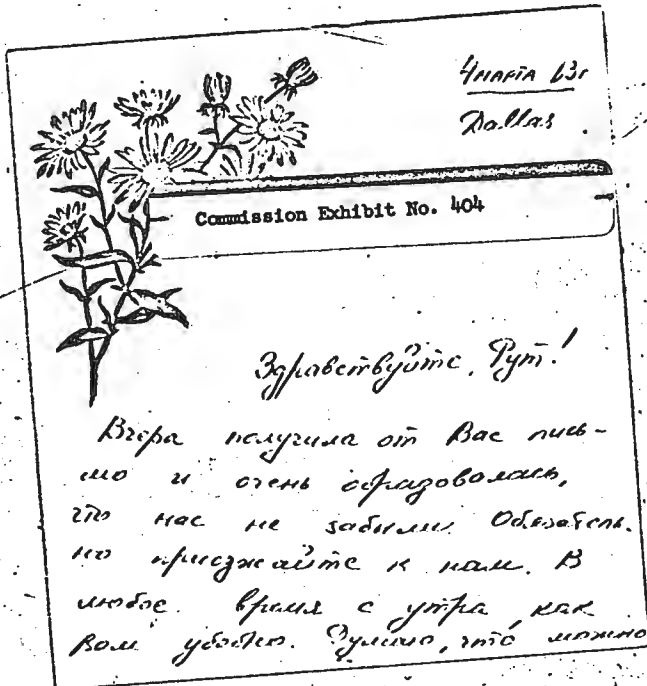 4 марта 63г
Dallas
Commission Exhibit No. 404
Здравствуйте, Рут!
Вчера получила от Вас пись-
мо и очень обрадовалась,
что нас не забыли. Обязатель-
но приезжайте к нам. В
любое время с утра, как
Вам удобно. Думаю, что можно